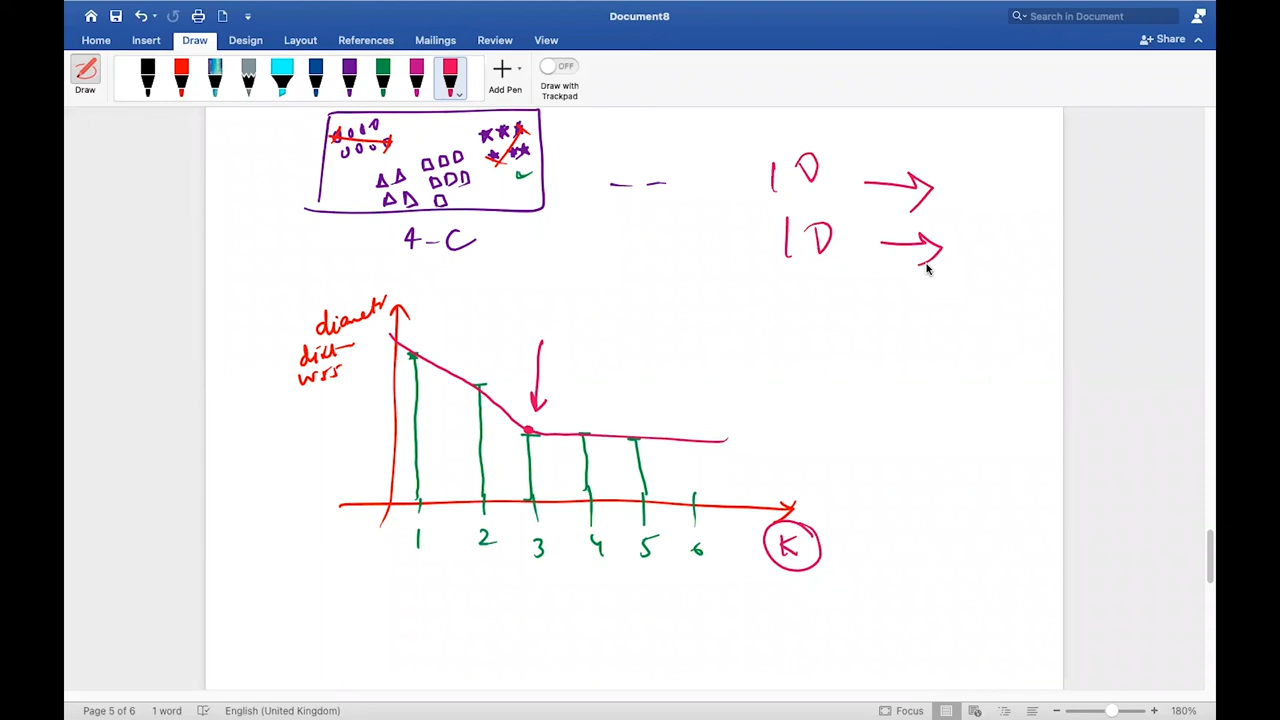 Document8
Search in Document
Home Insert Draw Design Layout References Mailings Review View
Share
Draw
Add Pen
OFF
Draw with
Trackpad
4-C
1D
1D
diametr
dist
WSS
1 2 3 4 5 6
K
Page 5 of 6 1 word English (United Kingdom) Focus 180%